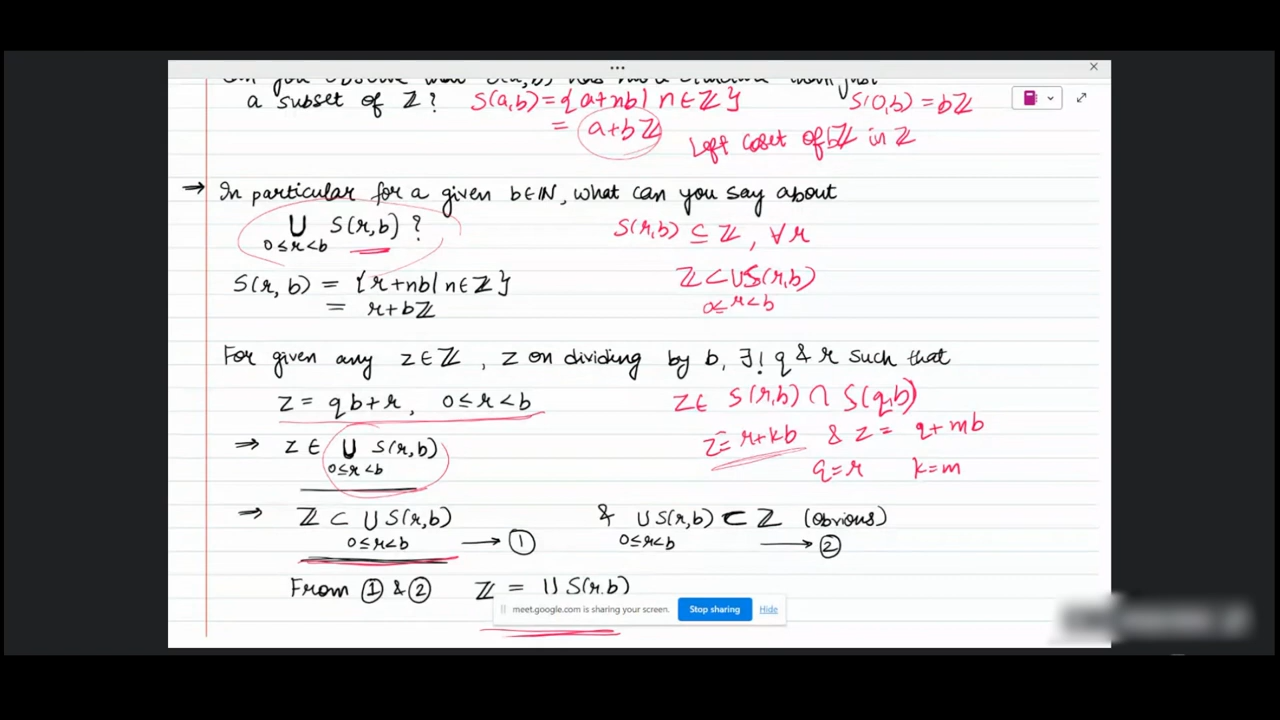 a subset of ℤ? S(a,b) = {a+nb | n∈ℤ} S(0,b) = bℤ
= a+bℤ Left coset of bℤ in ℤ
→ In particular for a given b∈ℕ, what can you say about
∪ S(r,b) ? S(r,b) ⊆ ℤ, ∀r
0≤r<b
ℤ ⊂ ∪S(r,b)
0≤r<b
S(r,b) = {r+nb | n∈ℤ}
= r+bℤ
For given any z∈ℤ, z on dividing by b, ∃! q & r such that
z = qb+r, 0≤r<b z∈ S(r,b) ∩ S(q,b)
z = r+kb & z = q+mb
⇒ z∈ ∪ S(r,b)
0≤r<b
q=r k=m
⇒ ℤ ⊂ ∪S(r,b) & ∪S(r,b) ⊂ ℤ (obvious)
0≤r<b → ① 0≤r<b → ②
From ① & ② ℤ = ∪S(r,b)
meet.google.com is sharing your screen. Stop sharing Hide